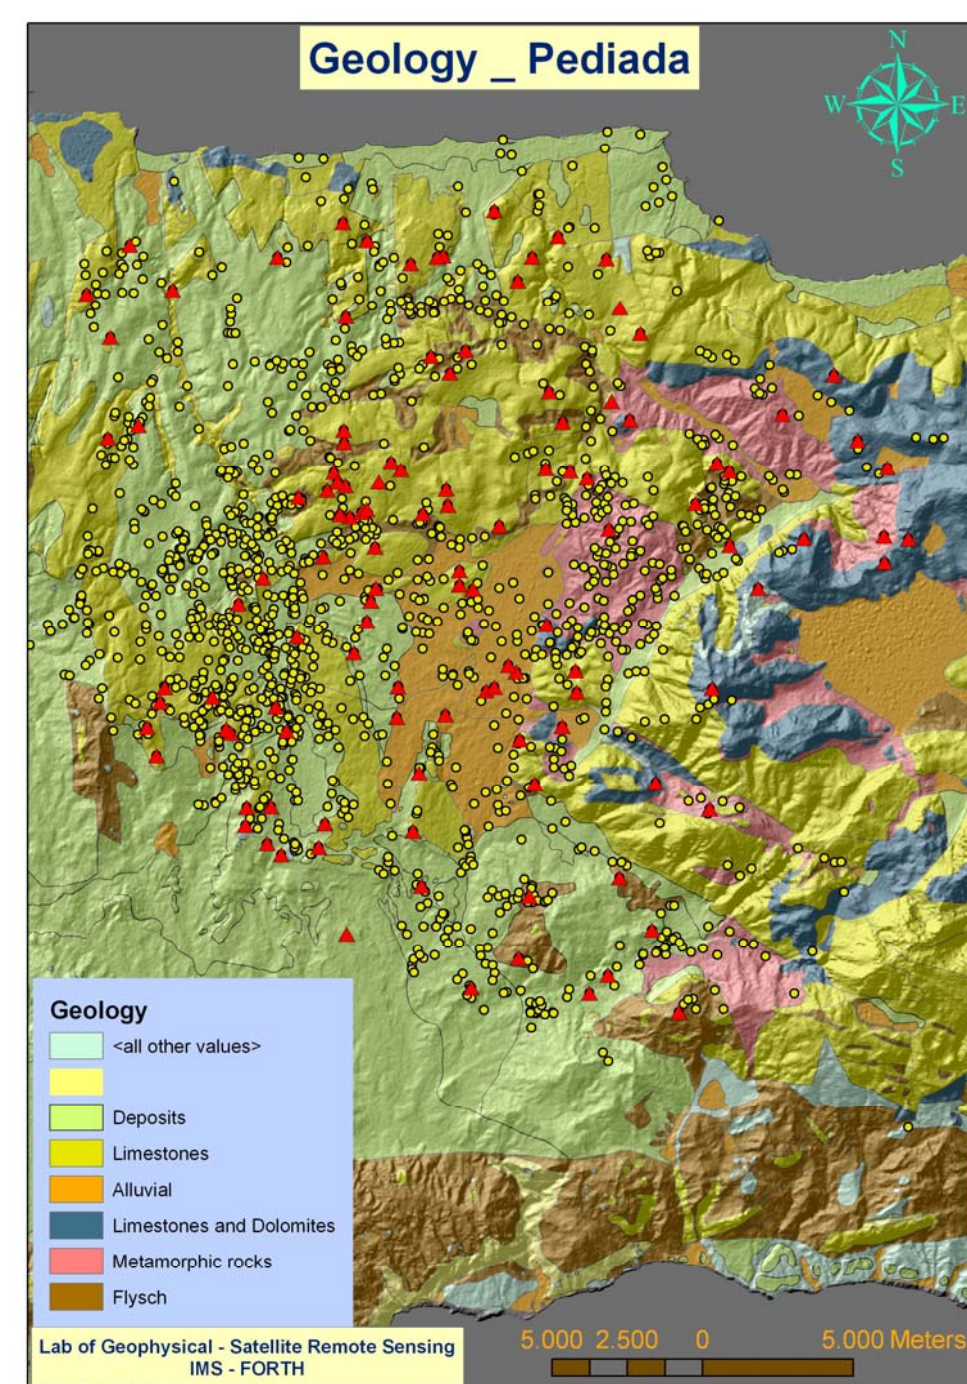 Geology _ Pediada
N
W
E
S
Geology
<all other values>
Deposits
Limestones
Alluvial
Limestones and Dolomites
Metamorphic rocks
Flysch
Lab of Geophysical - Satellite Remote Sensing
IMS - FORTH
5.000 2.500 0 5.000 Meters